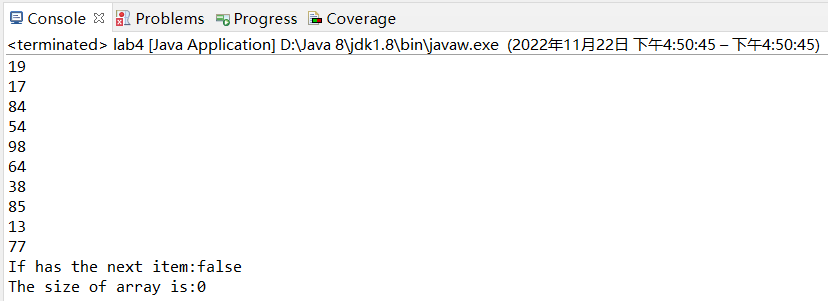 Console Problems Progress Coverage
<terminated> lab4 [Java Application] D:\Java 8\jdk1.8\bin\javaw.exe (2022年11月22日 下午4:50:45 – 下午4:50:45)
19
17
84
54
98
64
38
85
13
77
If has the next item:false
The size of array is:0